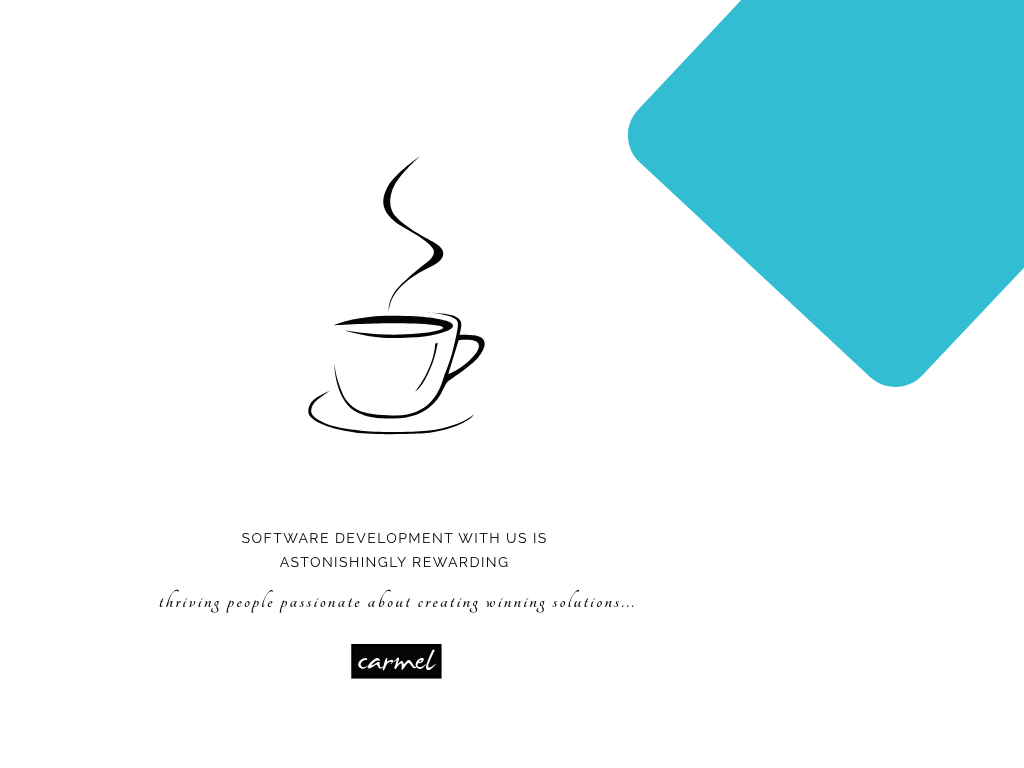 SOFTWARE DEVELOPMENT WITH US IS
ASTONISHINGLY REWARDING
thriving people passionate about creating winning solutions...
carmel